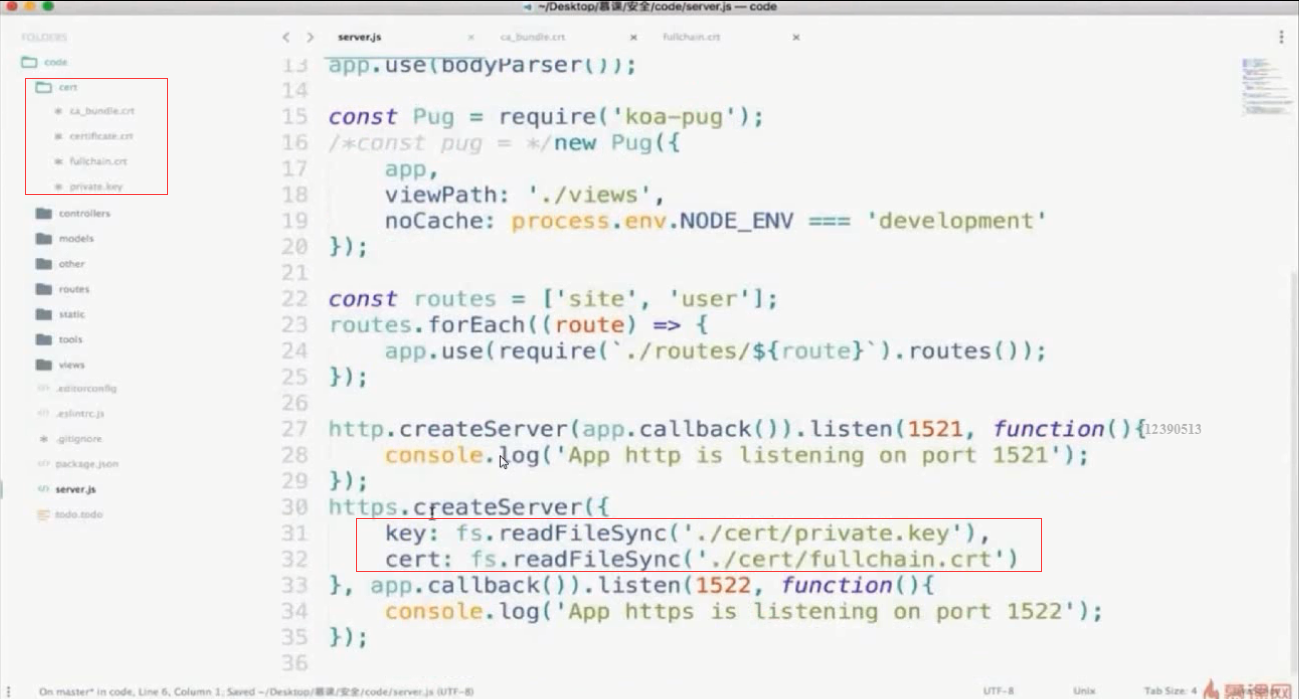 ~/Desktop/慕课/安全/code/server.js — code
FOLDERS
code
cert
ca_bundle.crt
certificate.crt
fullchain.crt
private.key
controllers
models
other
routes
static
tools
views
.editorconfig
.eslintrc.js
.gitignore
package.json
server.js
todo.todo
server.js ca_bundle.crt fullchain.crt
13 app.use(bodyParser());
14
15 const Pug = require('koa-pug');
16 /*const pug = */new Pug({
17 app,
18 viewPath: './views',
19 noCache: process.env.NODE_ENV === 'development'
20 });
21
22 const routes = ['site', 'user'];
23 routes.forEach((route) => {
24 app.use(require(`./routes/${route}`).routes());
25 });
26
27 http.createServer(app.callback()).listen(1521, function(){
12390513
28 console.log('App http is listening on port 1521');
29 });
30 https.createServer({
31 key: fs.readFileSync('./cert/private.key'),
32 cert: fs.readFileSync('./cert/fullchain.crt')
33 }, app.callback()).listen(1522, function(){
34 console.log('App https is listening on port 1522');
35 });
36
On master* in code, Line 6, Column 1; Saved ~/Desktop/慕课/安全/code/server.js (UTF-8)
UTF-8 Unix Tab Size: 4
慕课网